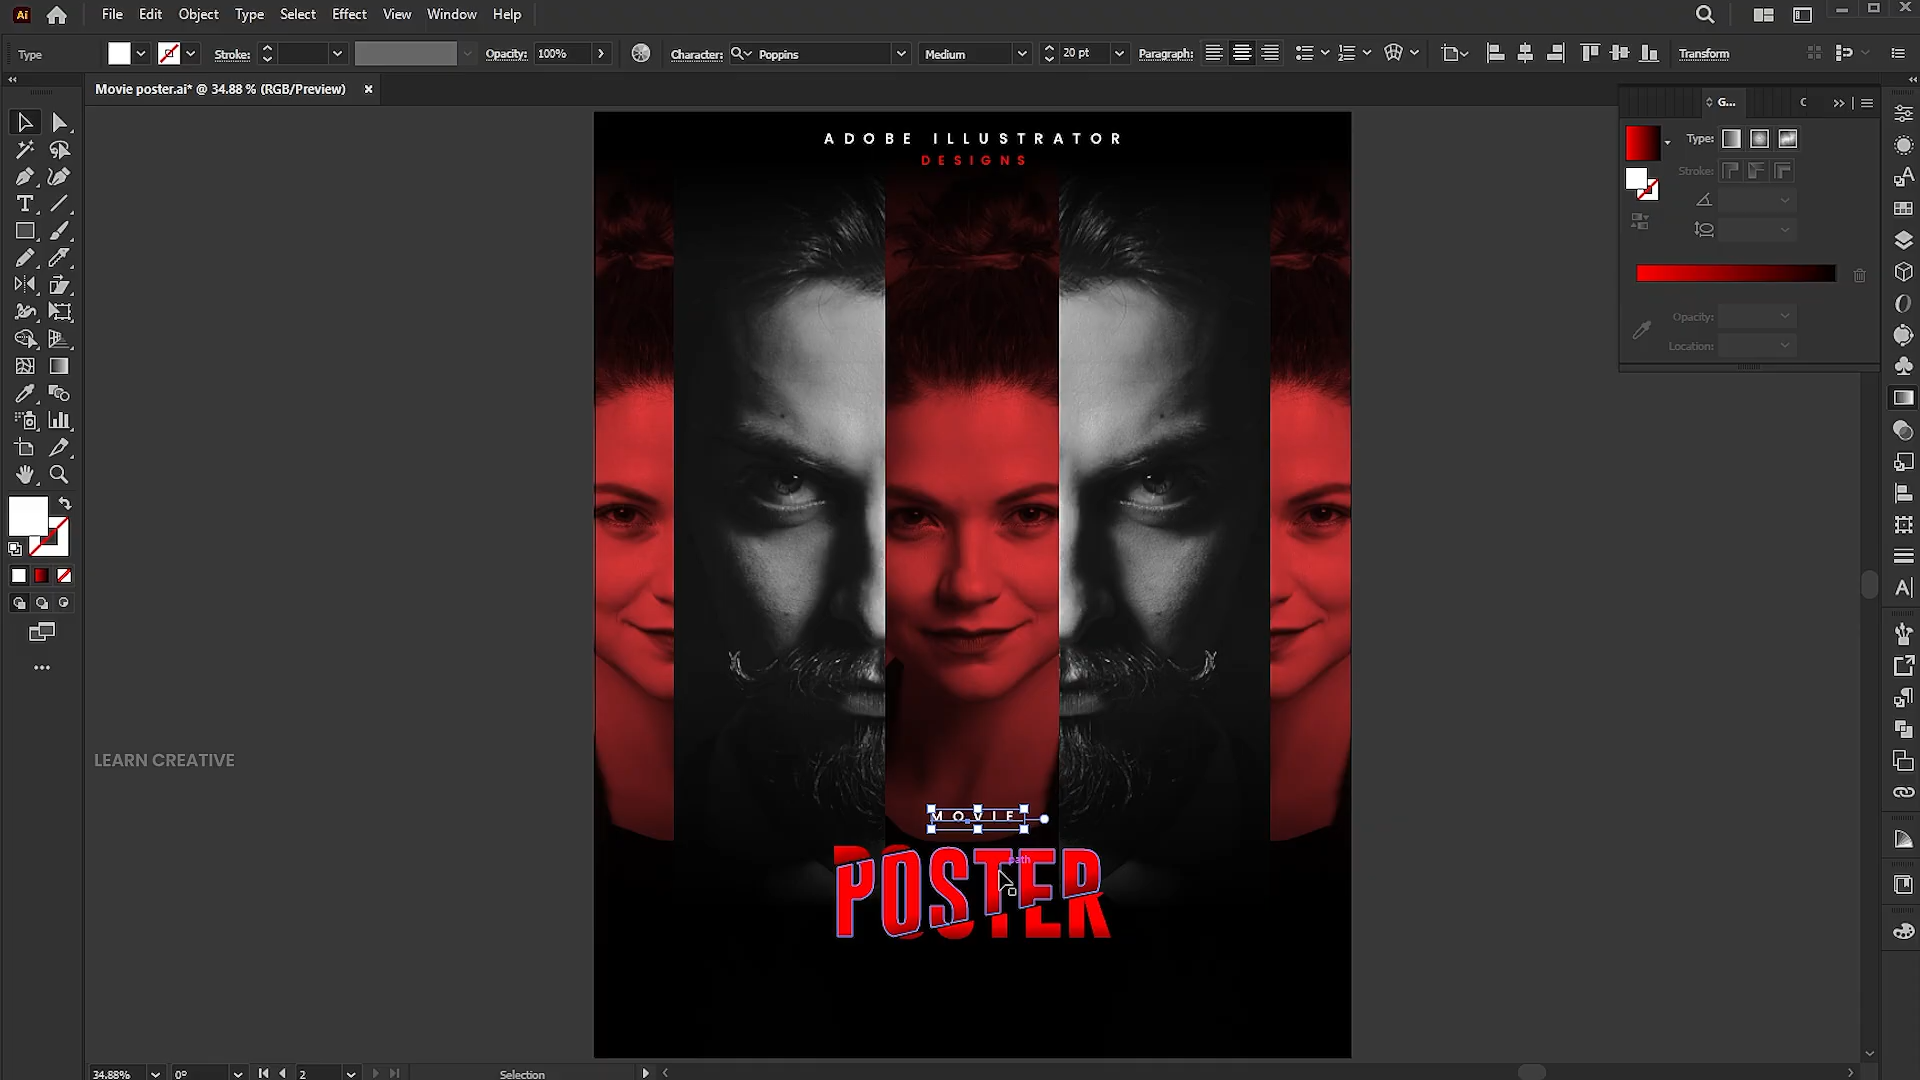 File Edit Object Type Select Effect View Window Help
Type Stroke: Opacity: 100% Character: Poppins Medium 20 pt Paragraph: Transform
Movie poster.ai* @ 34.88 % (RGB/Preview)
G... C
Type:
Stroke:
Opacity:
Location:
ADOBE ILLUSTRATOR
DESIGNS
LEARN CREATIVE
MOVIE
path
POSTER
34.88% 0° 2 Selection